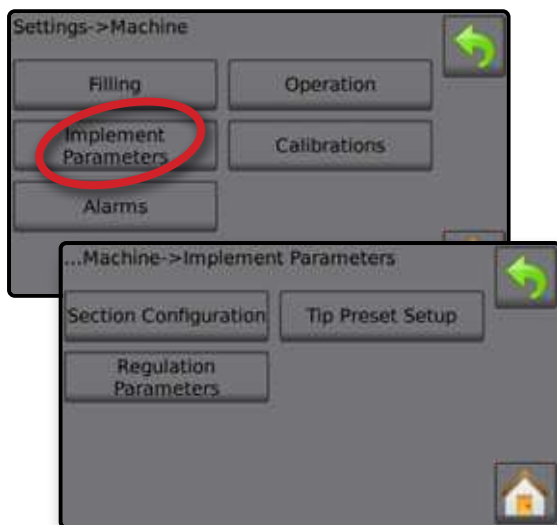 Settings->Machine
Filling
Operation
Implement
Parameters
Calibrations
Alarms
...Machine->Implement Parameters
Section Configuration
Tip Preset Setup
Regulation
Parameters